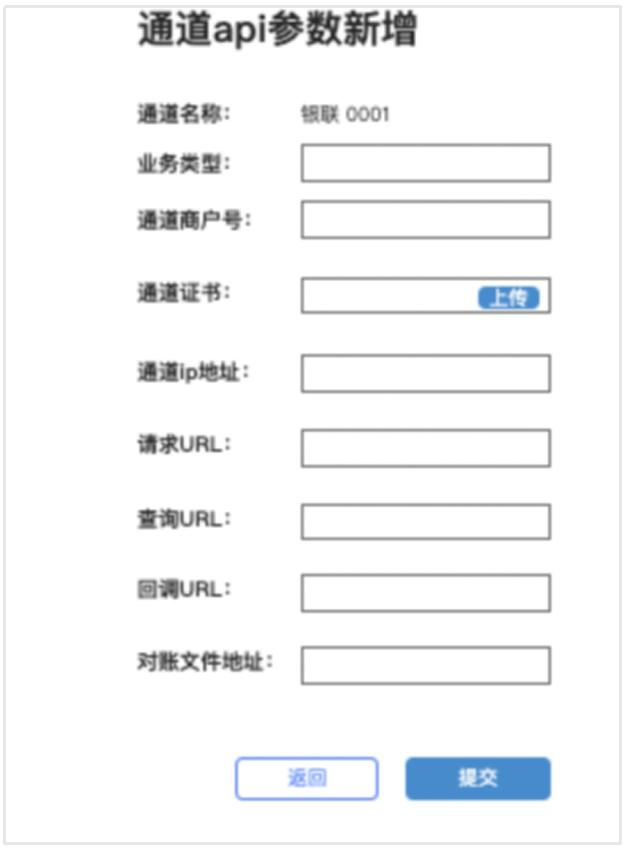 通道api参数新增
通道名称: 银联 0001
业务类型:
通道商户号:
通道证书: 上传
通道ip地址:
请求URL:
查询URL:
回调URL:
对账文件地址:
返回 提交